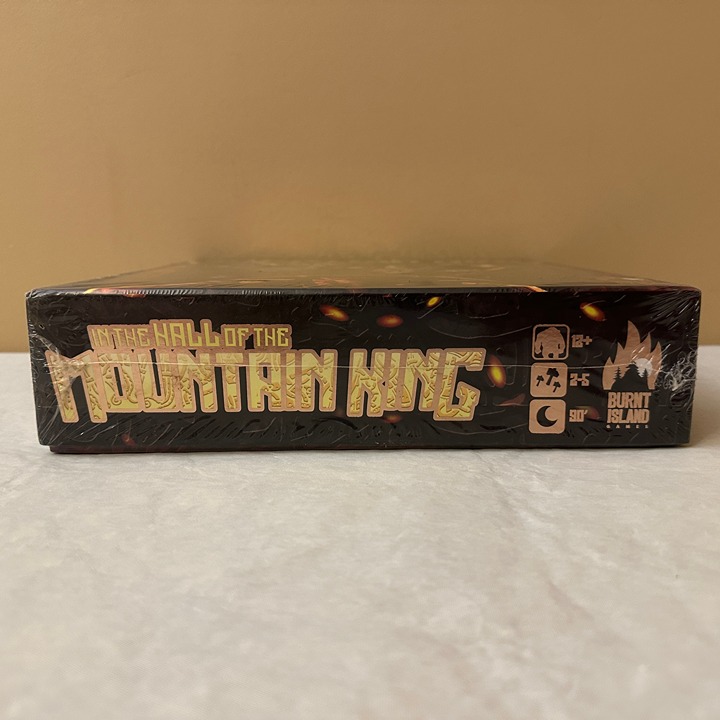 IN THE HALL OF THE
MOUNTAIN KING
12+
2-5
90'
BURNT
ISLAND
GAMES